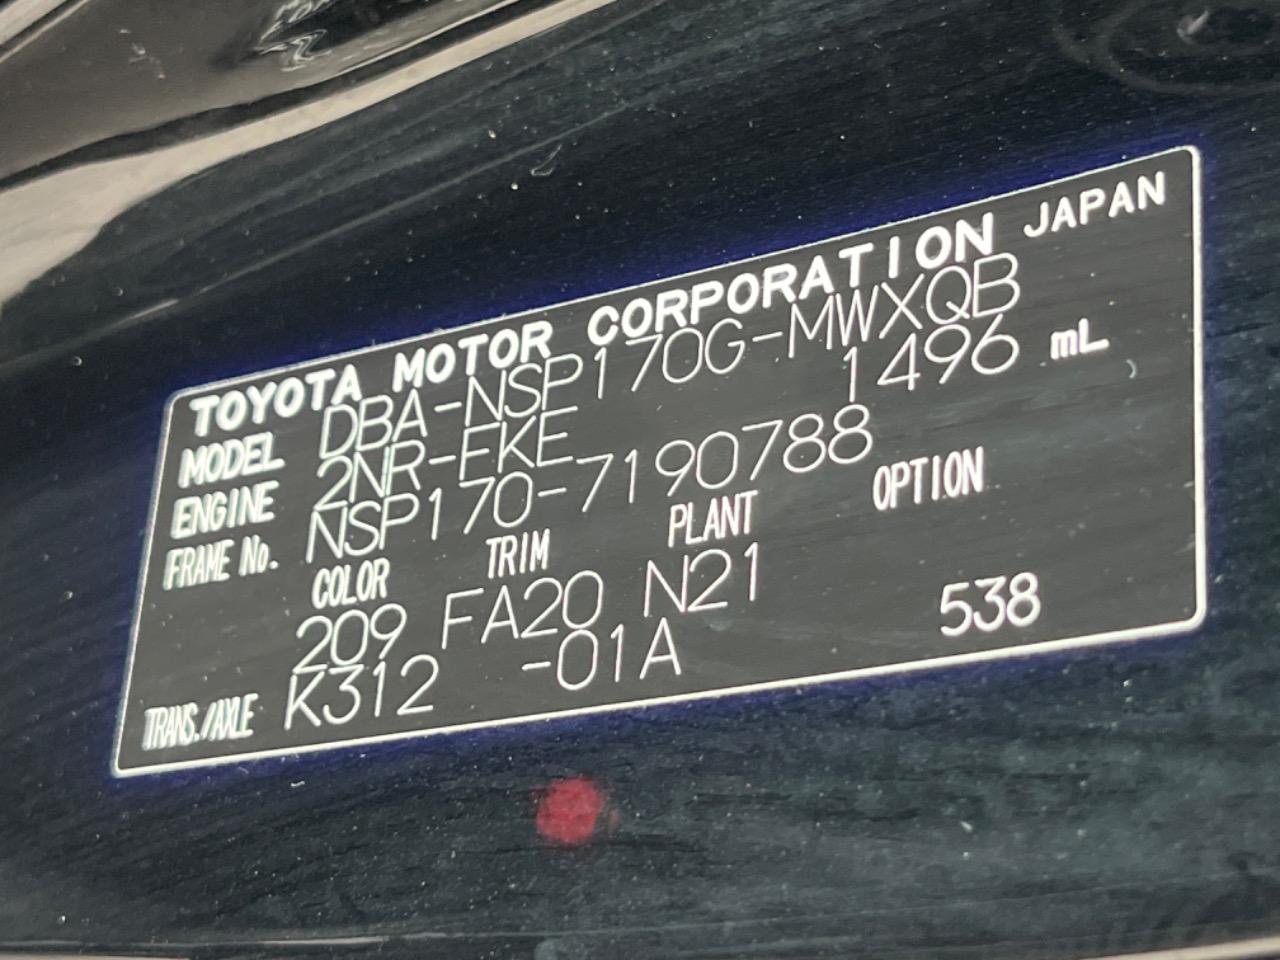 TOYOTA MOTOR CORPORATION JAPAN
MODEL DBA-NSP170G-MWXQB
ENGINE 2NR-FKE 1496 mL
FRAME No. NSP170-7190788
COLOR TRIM PLANT OPTION
209 FA20 N21
TRANS./AXLE K312 -01A 538